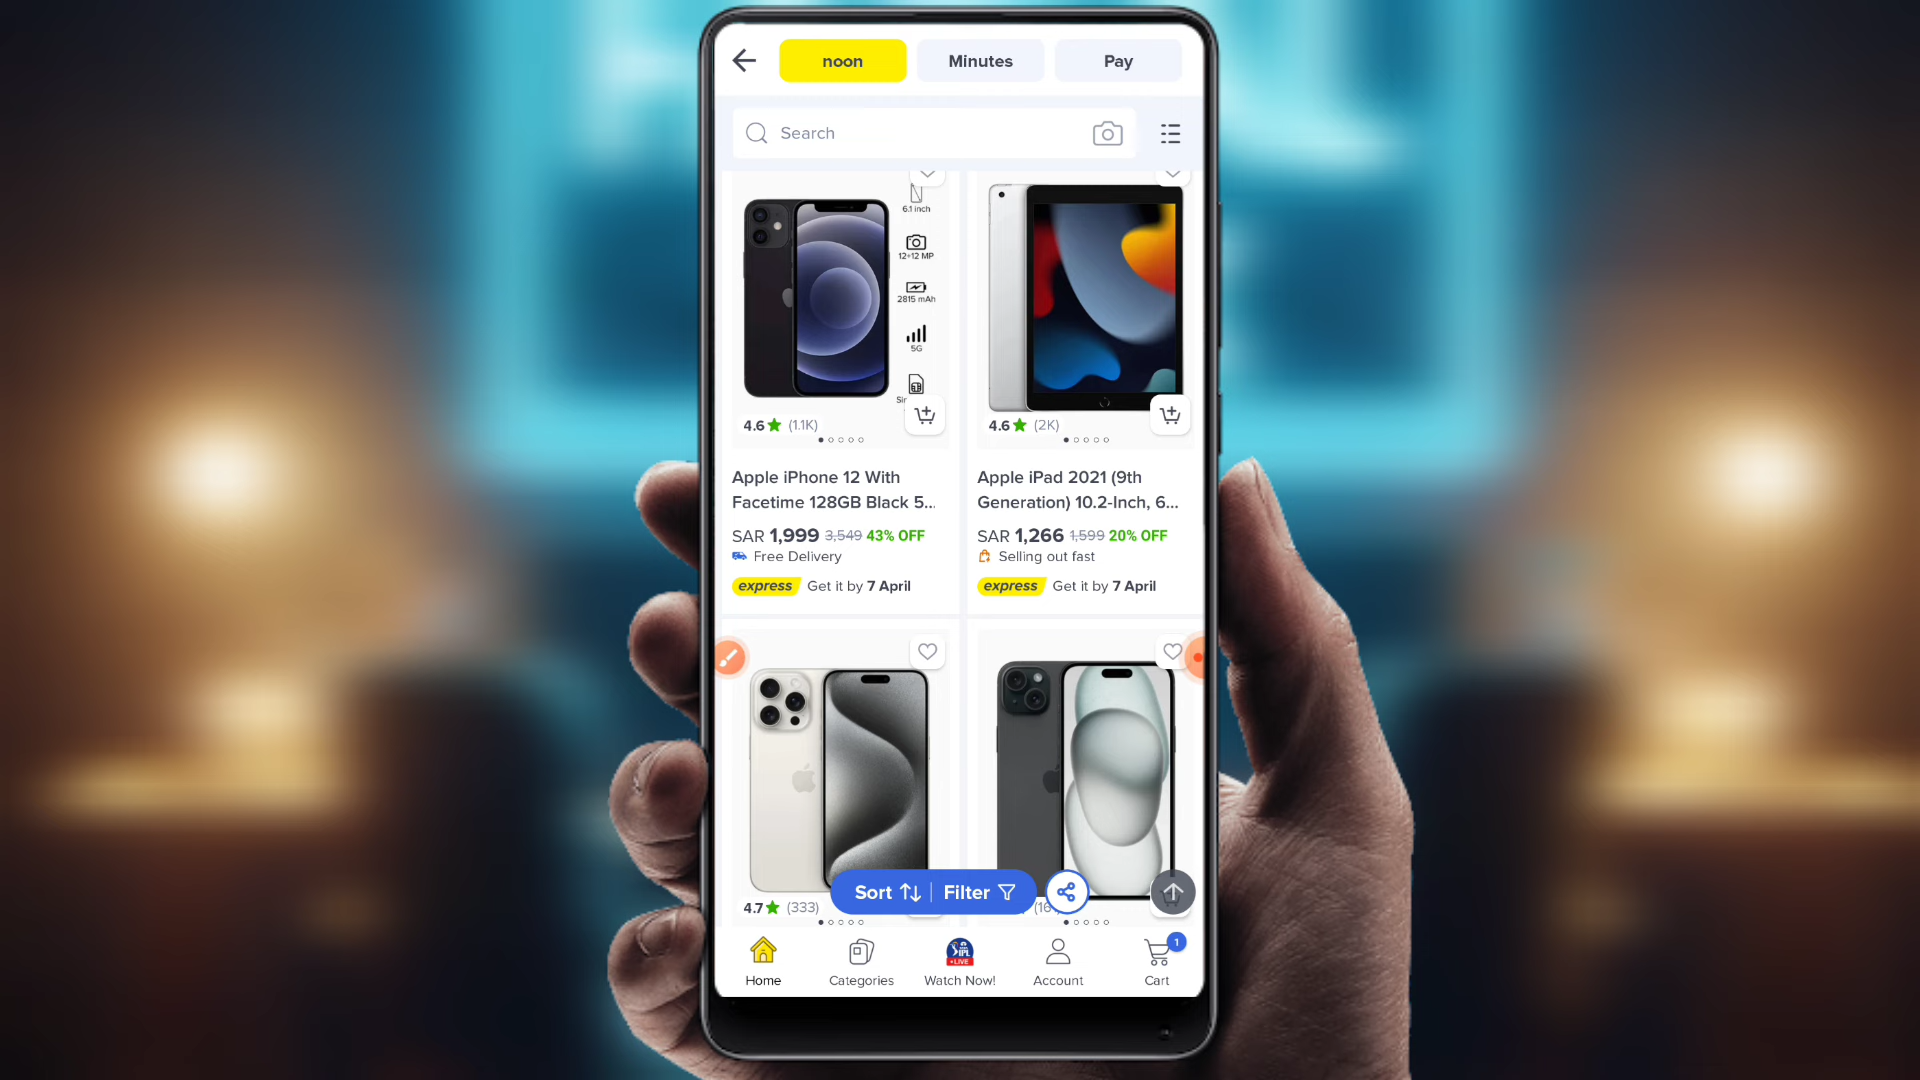 noon Minutes Pay
Search
6.1 inch
12+12 MP
2815 mAh
5G
4.6 (1.1K)
4.6 (2K)
Apple iPhone 12 With
Facetime 128GB Black 5...
SAR 1,999 3,549 43% OFF
Free Delivery
express Get it by 7 April
Apple iPad 2021 (9th
Generation) 10.2-Inch, 6...
SAR 1,266 1,599 20% OFF
Selling out fast
express Get it by 7 April
Sort Filter
4.7 (333)
IPL
LIVE
Home Categories Watch Now! Account Cart
1